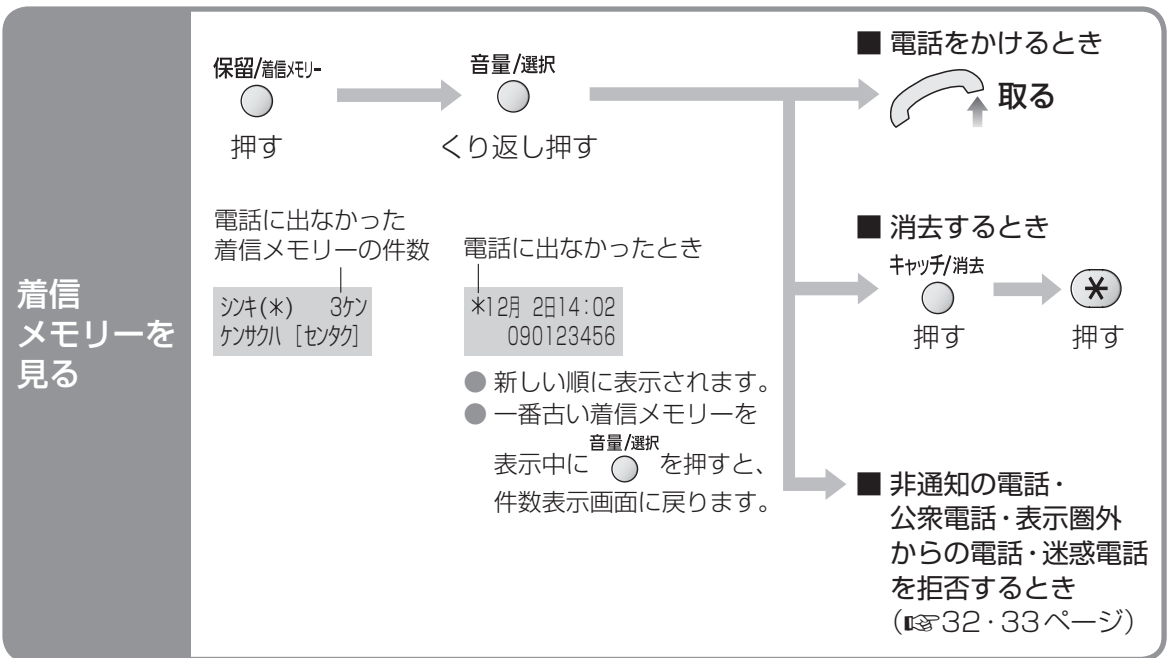 着信
メモリーを
見る
保留/着信メモリー
押す
音量/選択
くり返し押す
電話に出なかった
着信メモリーの件数
シンキ(*) 3ケン
ケンサクハ [センタク]
電話に出なかったとき
*12月 2日14:02
090123456
● 新しい順に表示されます。
● 一番古い着信メモリーを
音量/選択
表示中に を押すと、
件数表示画面に戻ります。
■ 電話をかけるとき
取る
■ 消去するとき
キャッチ/消去
押す
*
押す
■ 非通知の電話・
公衆電話・表示圏外
からの電話・迷惑電話
を拒否するとき
(☞32・33ページ)